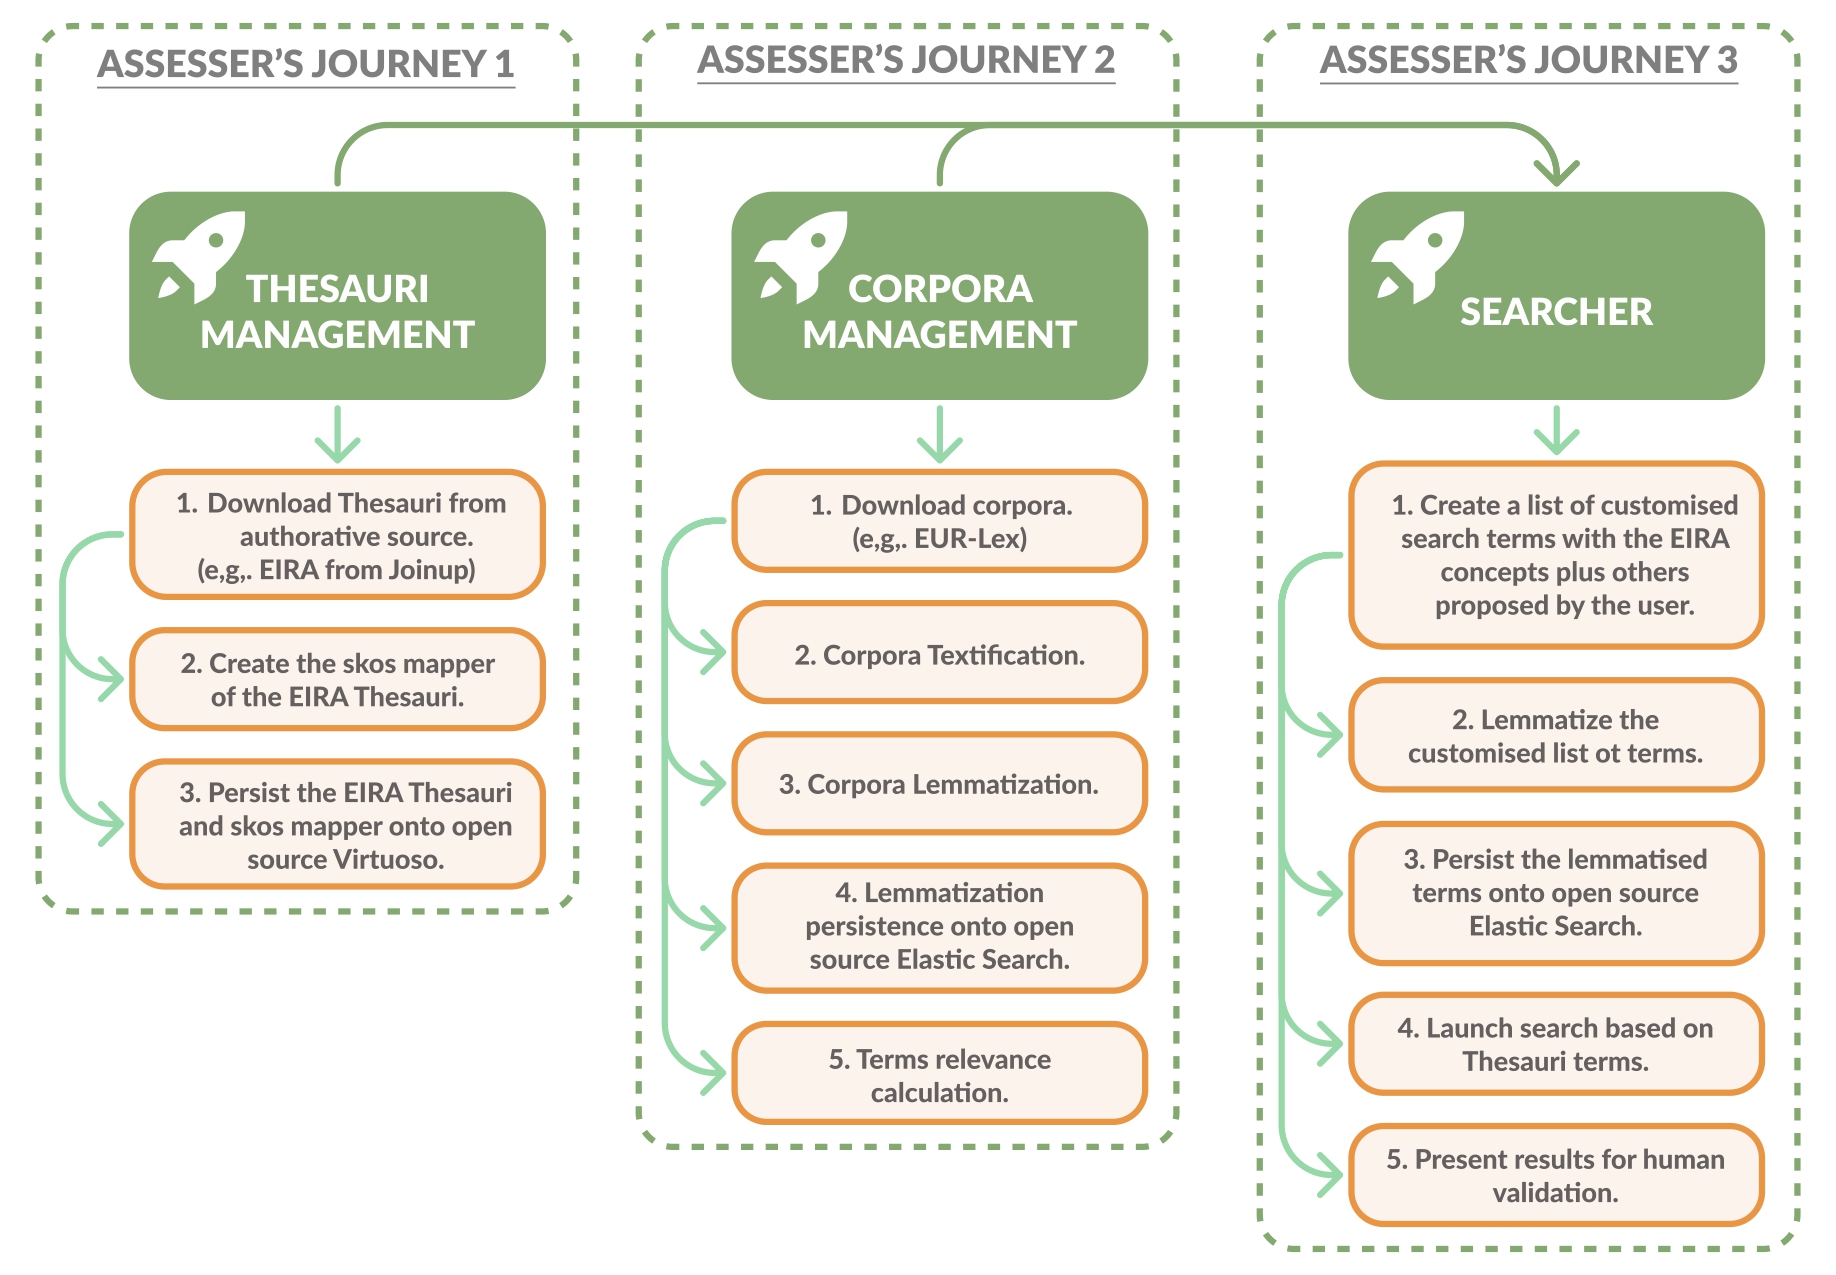 ASSESSER'S JOURNEY 1
THESAURI
MANAGEMENT
1. Download Thesauri from
authorative source.
(e,g,. EIRA from Joinup)
2. Create the skos mapper
of the EIRA Thesauri.
3. Persist the EIRA Thesauri
and skos mapper onto open
source Virtuoso.
ASSESSER'S JOURNEY 2
CORPORA
MANAGEMENT
1. Download corpora.
(e,g,. EUR-Lex)
2. Corpora Textification.
3. Corpora Lemmatization.
4. Lemmatization
persistence onto open
source Elastic Search.
5. Terms relevance
calculation.
ASSESSER'S JOURNEY 3
SEARCHER
1. Create a list of customised
search terms with the EIRA
concepts plus others
proposed by the user.
2. Lemmatize the
customised list ot terms.
3. Persist the lemmatised
terms onto open source
Elastic Search.
4. Launch search based on
Thesauri terms.
5. Present results for human
validation.